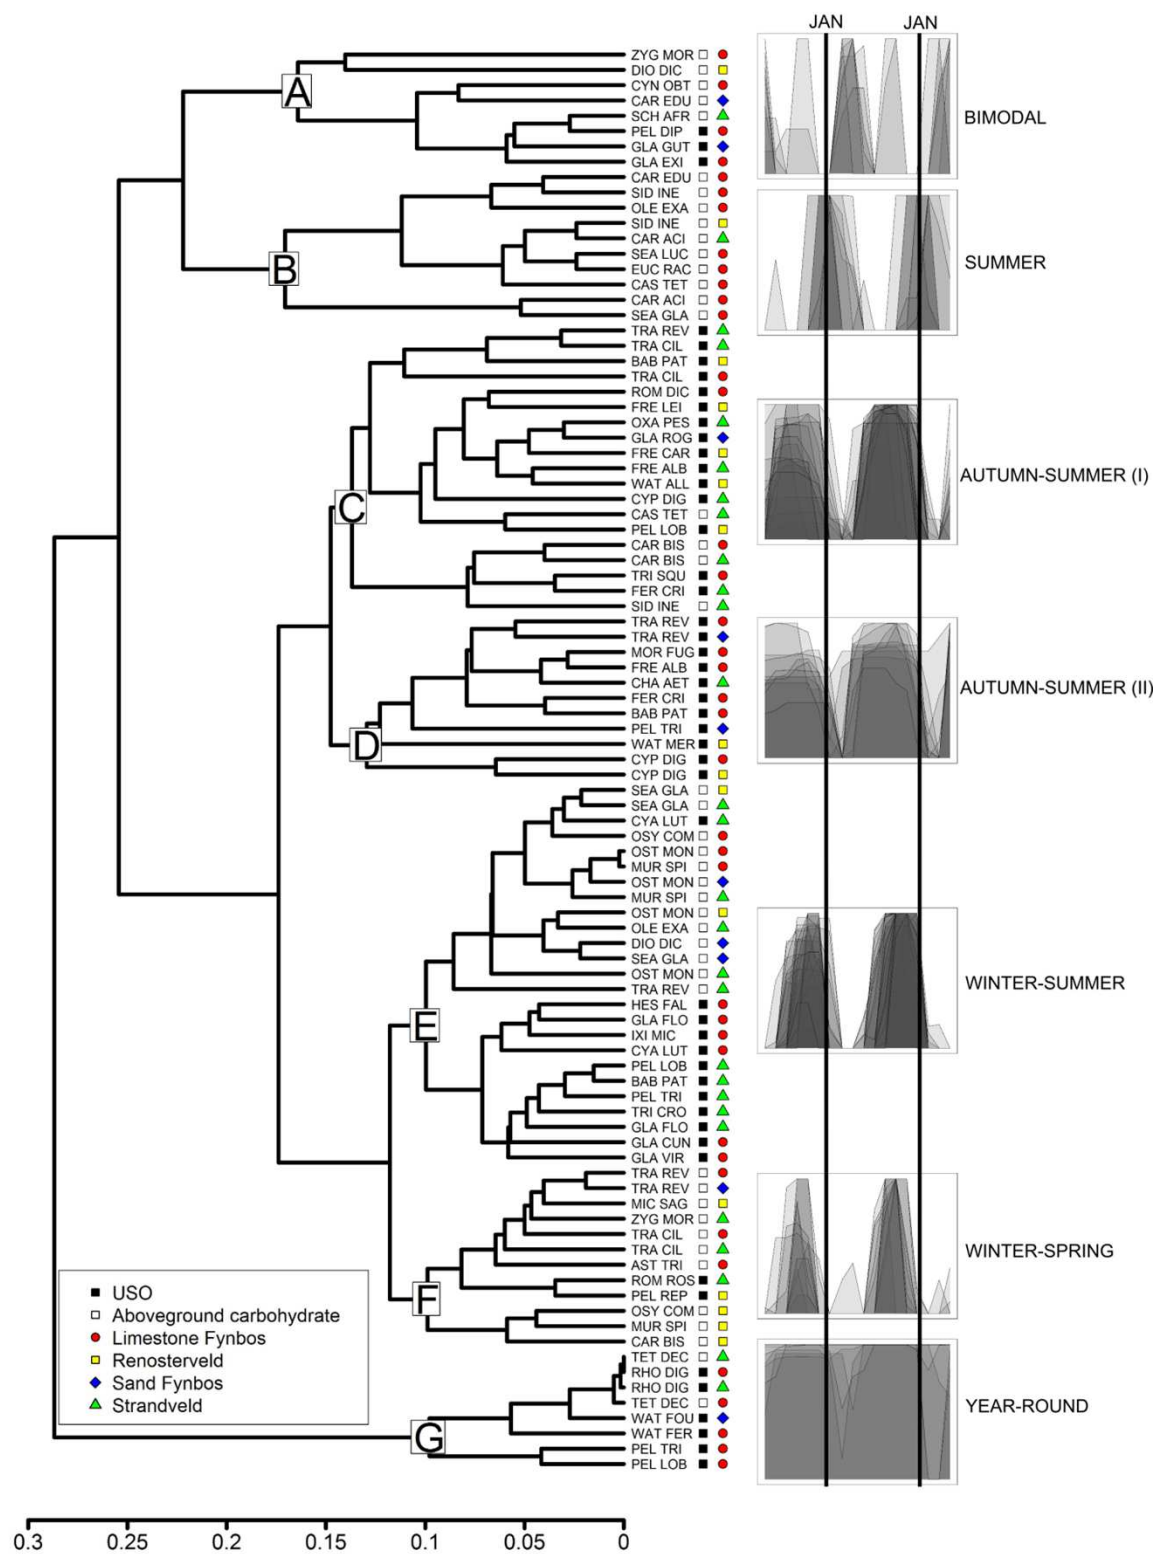 JAN JAN
ZYG MOR
DIO DIC
A
CYN OBT
CAR EDU
SCH AFR
BIMODAL
PEL DIP
GLA GUT
GLA EXI
CAR EDU
SID INE
OLE EXA
SID INE
CAR ACI
SEA LUC
SUMMER
B
EUC RAC
CAS TET
CAR ACI
SEA GLA
TRA REV
TRA CIL
BAB PAT
TRA CIL
ROM DIC
FRE LEI
OXA PES
GLA ROG
FRE CAR
FRE ALB
AUTUMN-SUMMER (I)
WAT ALL
CYP DIG
C
CAS TET
PEL LOB
CAR BIS
CAR BIS
TRI SQU
FER CRI
SID INE
TRA REV
TRA REV
MOR FUG
FRE ALB
CHA AET
AUTUMN-SUMMER (II)
FER CRI
BAB PAT
PEL TRI
D
WAT MER
CYP DIG
CYP DIG
SEA GLA
SEA GLA
CYA LUT
OSY COM
OST MON
MUR SPI
OST MON
MUR SPI
OST MON
OLE EXA
DIO DIC
SEA GLA
OST MON
WINTER-SUMMER
TRA REV
HES FAL
GLA FLO
E
IXI MIC
CYA LUT
PEL LOB
BAB PAT
PEL TRI
TRI CRO
GLA FLO
GLA CUN
GLA VIR
TRA REV
TRA REV
MIC SAG
ZYG MOR
TRA CIL
TRA CIL
WINTER-SPRING
AST TRI
ROM ROS
PEL REP
F
OSY COM
MUR SPI
CAR BIS
TET DEC
RHO DIG
RHO DIG
TET DEC
YEAR-ROUND
WAT FOU
WAT FER
G
PEL TRI
PEL LOB
USO
Aboveground carbohydrate
Limestone Fynbos
Renosterveld
Sand Fynbos
Strandveld
0.3 0.25 0.2 0.15 0.1 0.05 0